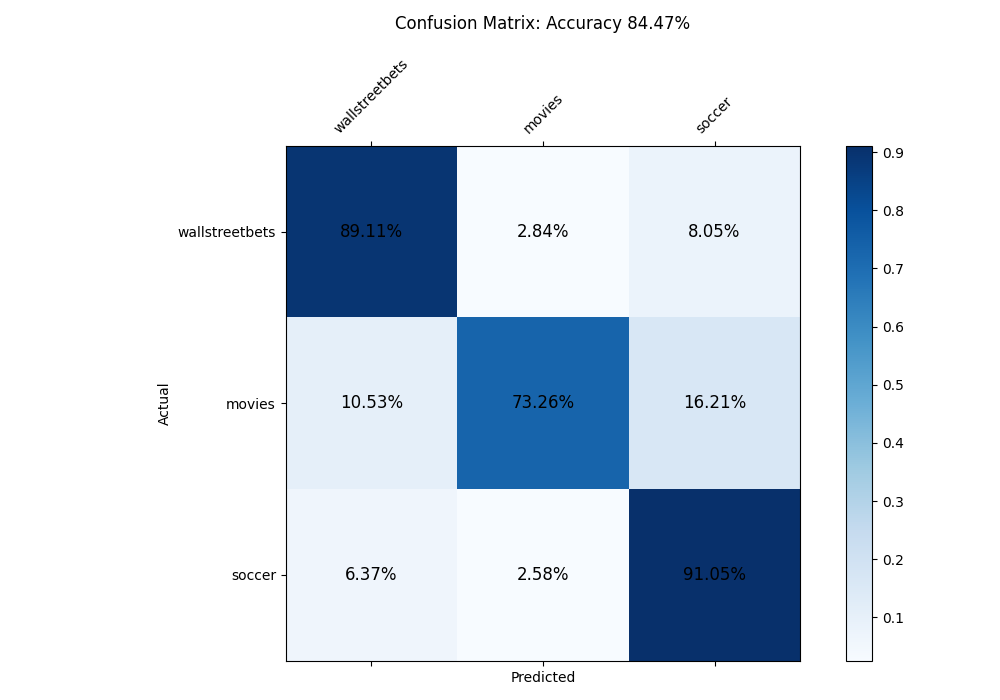 Confusion Matrix: Accuracy 84.47%
wallstreetbets
movies
soccer
wallstreetbets
89.11%
2.84%
8.05%
movies
10.53%
73.26%
16.21%
soccer
6.37%
2.58%
91.05%
Actual
Predicted
0.9
0.8
0.7
0.6
0.5
0.4
0.3
0.2
0.1